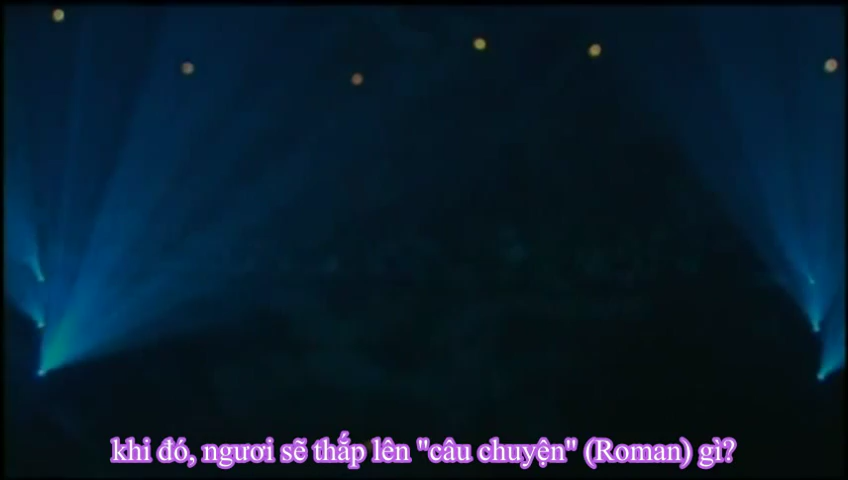 khi đó, ngươi sẽ thắp lên "câu chuyện" (Roman) gì?